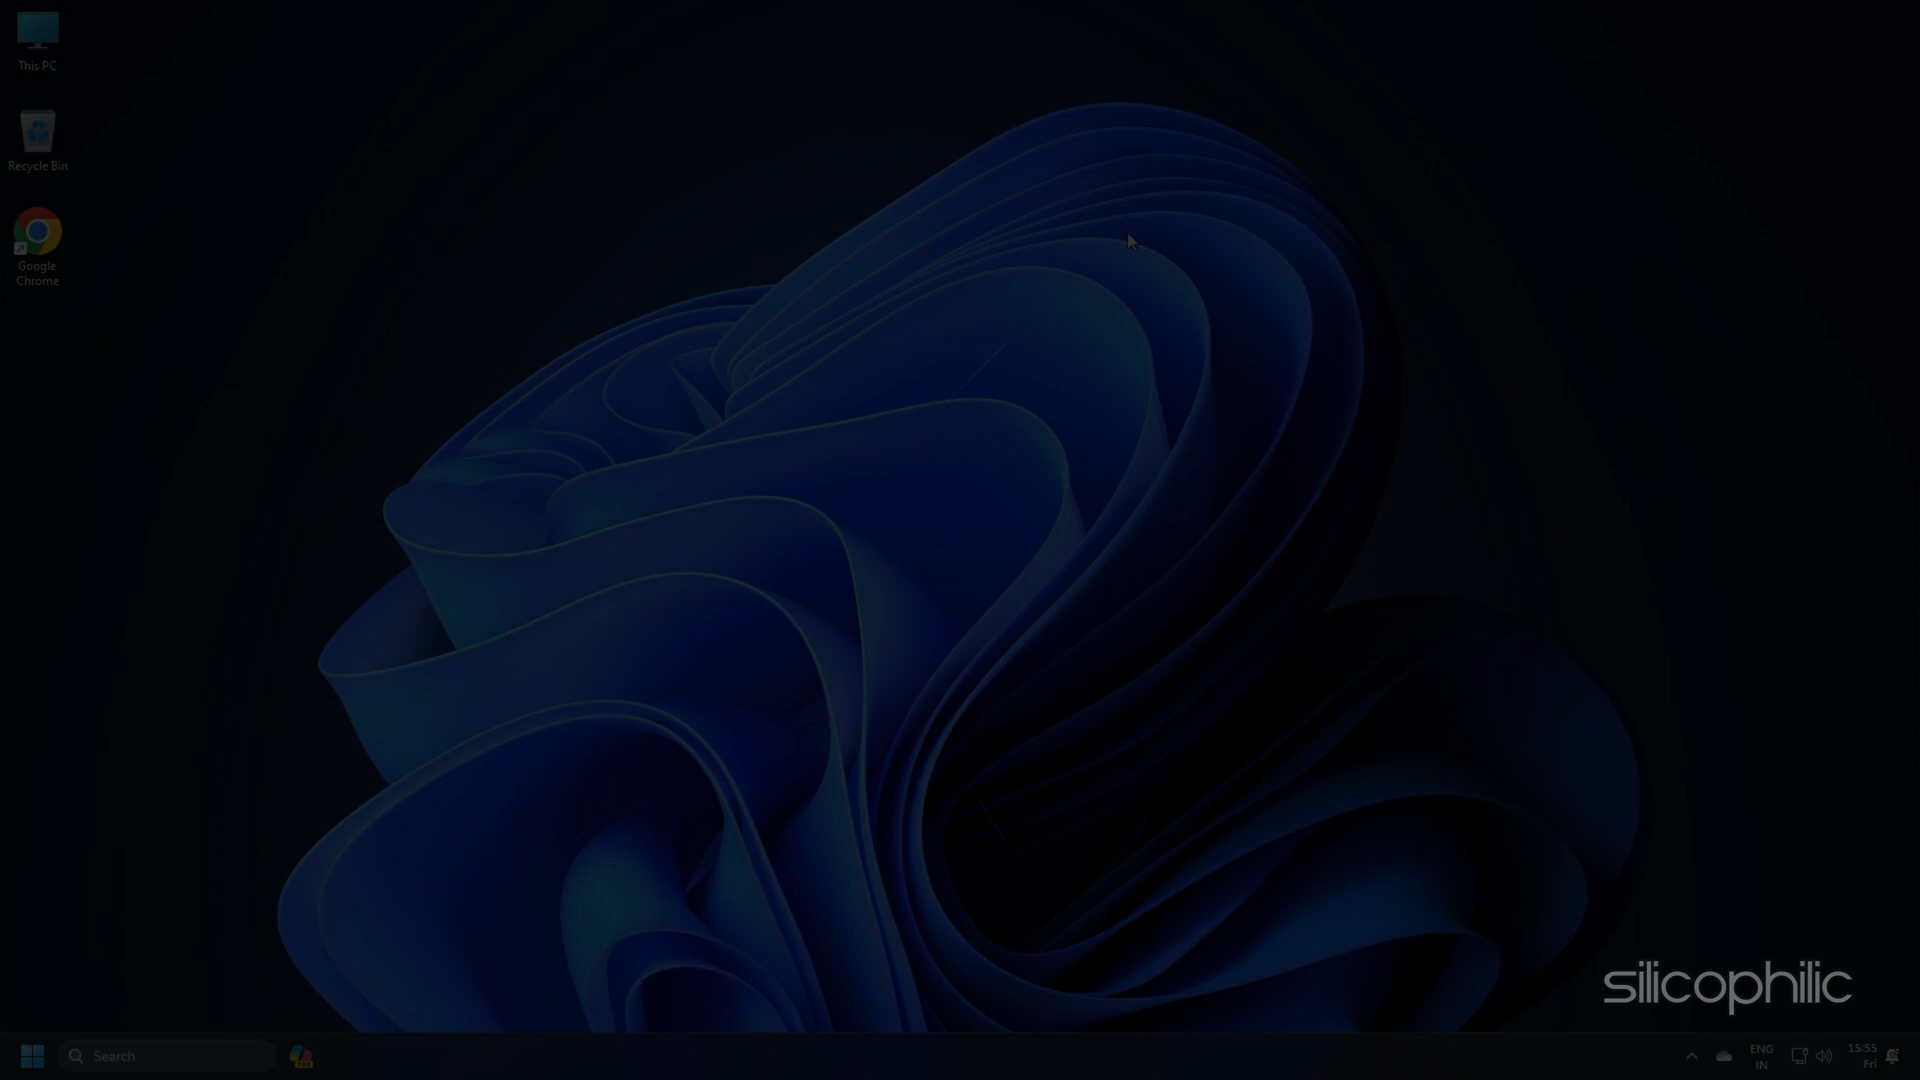 This PC
Recycle Bin
Google
Chrome
silicophilic
Search
ENG
IN
15:55
Fri